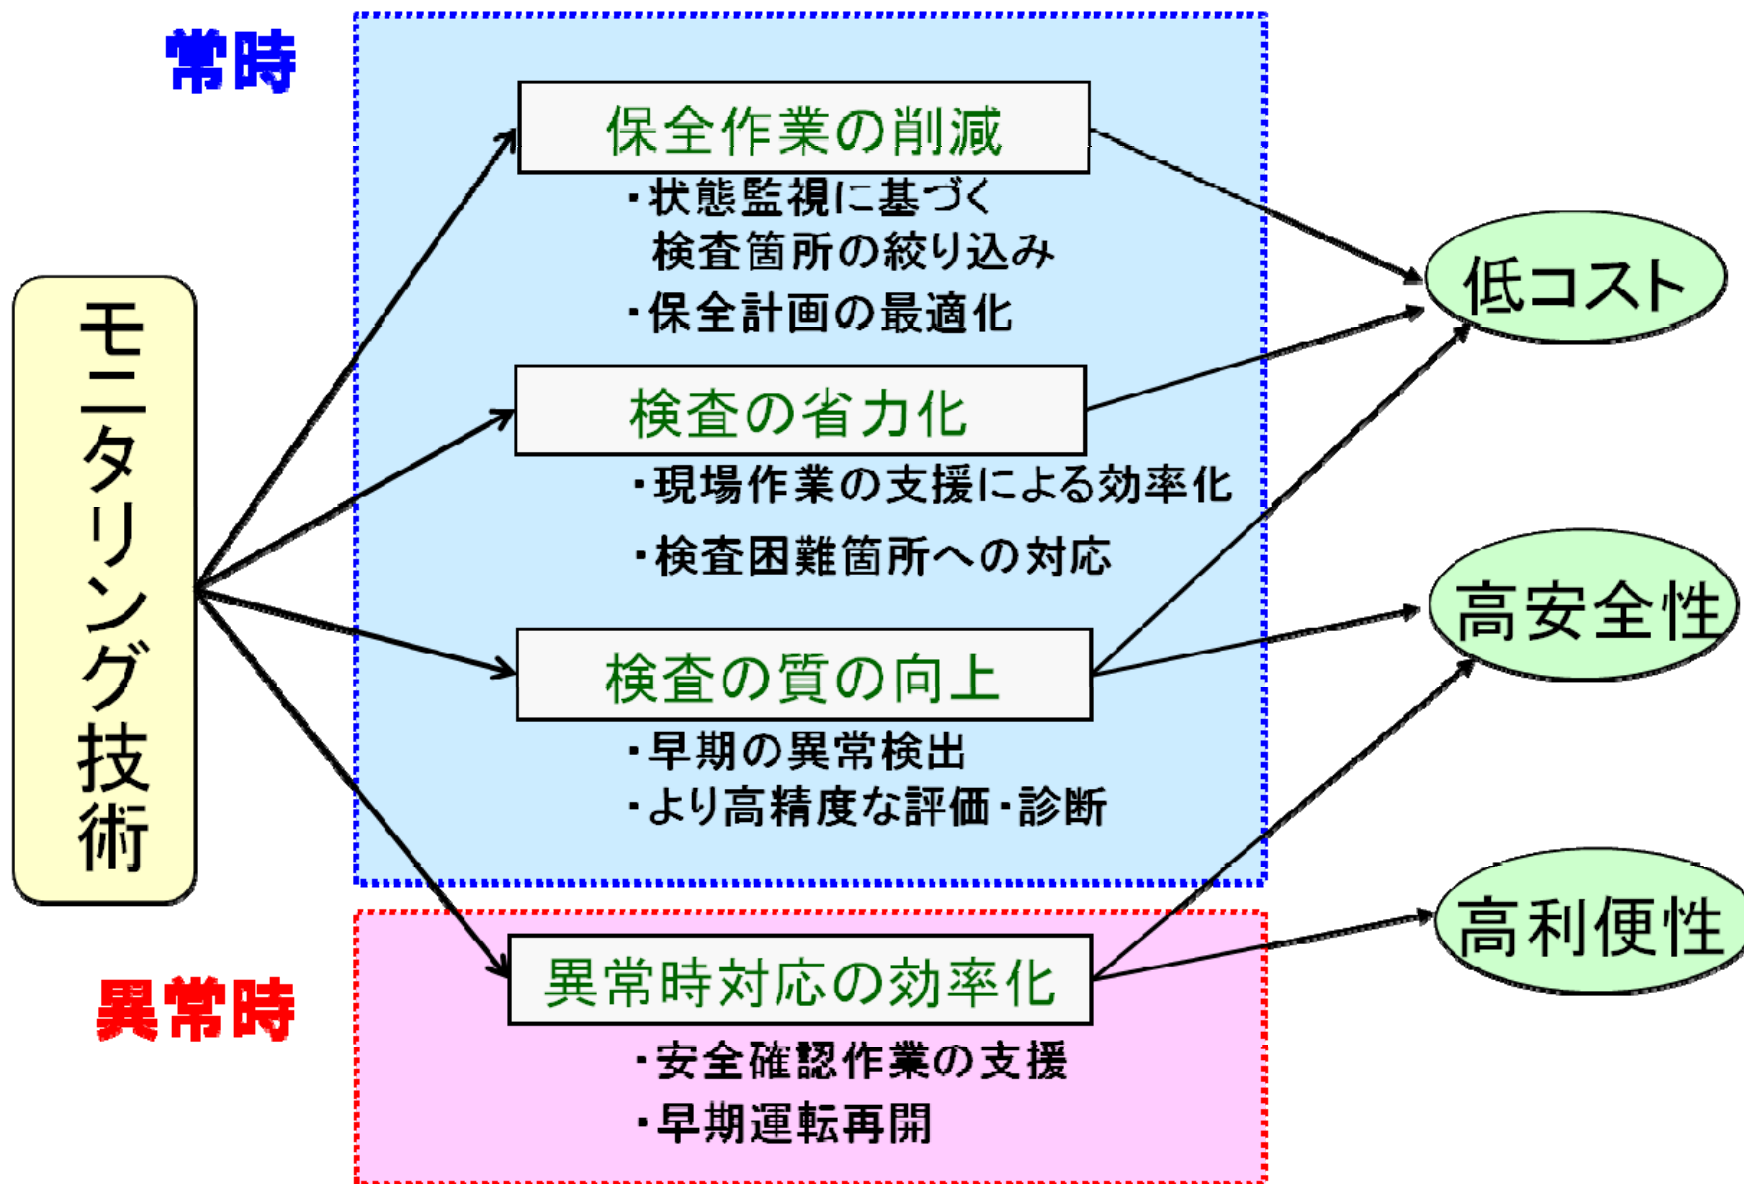 常時
保全作業の削減
・状態監視に基づく
検査箇所の絞り込み
・保全計画の最適化
検査の省力化
・現場作業の支援による効率化
・検査困難箇所への対応
検査の質の向上
・早期の異常検出
・より高精度な評価・診断
モニタリング技術
異常時
異常時対応の効率化
・安全確認作業の支援
・早期運転再開
低コスト
高安全性
高利便性